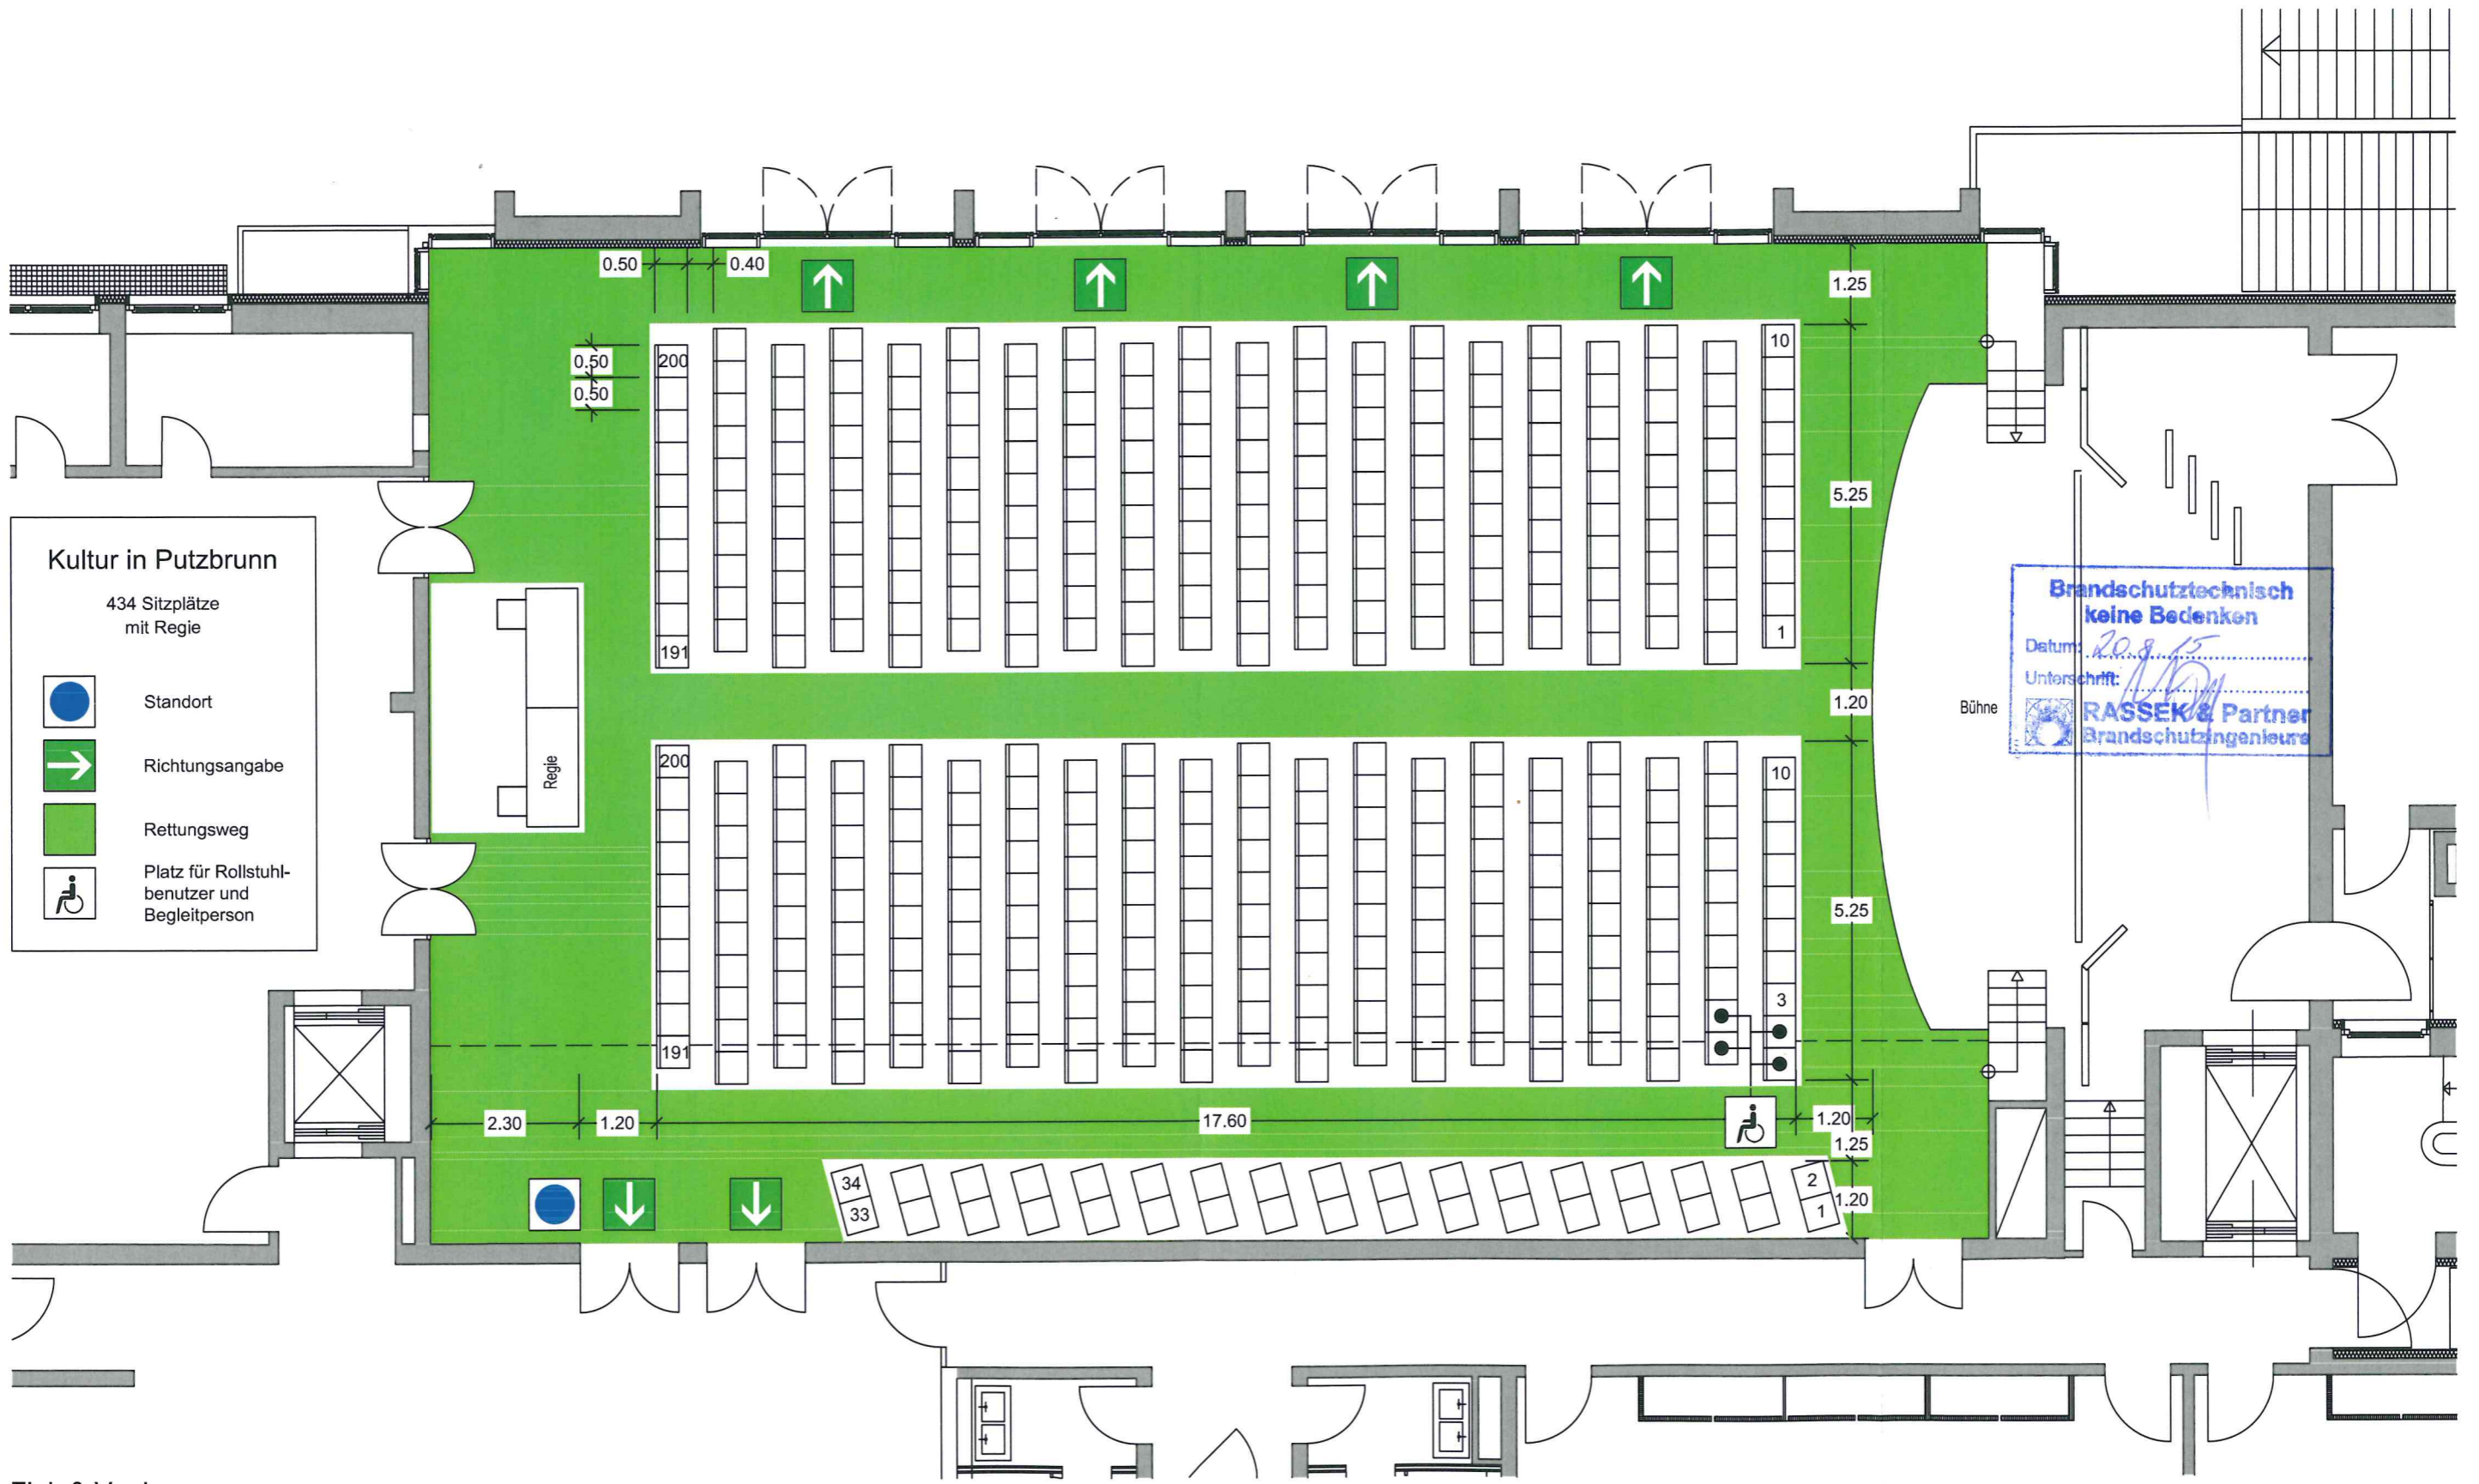 0.50
0.40
1.25
0.50
0.50
200
10
5.25
191
1
1.20
Kultur in Putzbrunn
434 Sitzplätze
mit Regie
Standort
Richtungsangabe
Rettungsweg
Platz für Rollstuhl-
benutzer und
Begleitperson
Regie
Bühne
Brandschutztechnisch
keine Bedenken
Datum: 20.8.15
Unterschrift:
RASSEK & Partner
Brandschutzingenieure
200
10
5.25
3
191
2.30
1.20
17.60
1.20
1.25
34
33
2
1
1.20